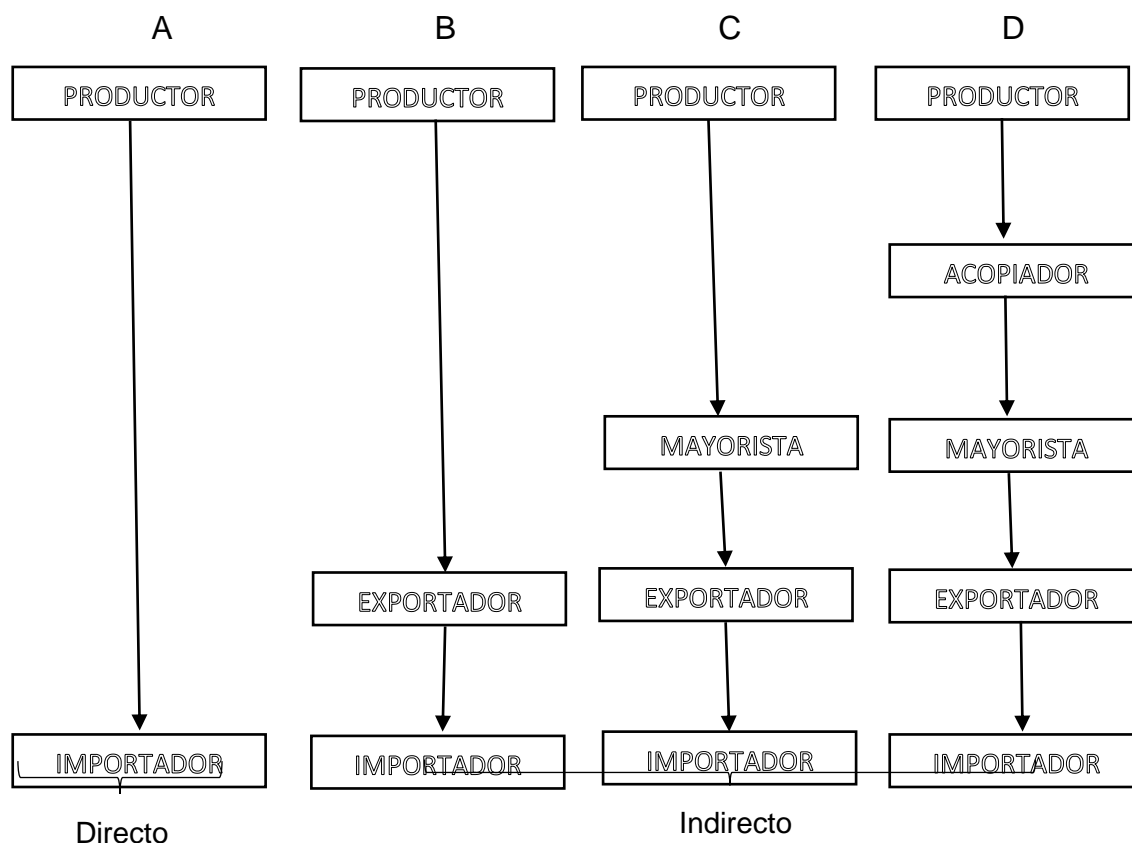 A B C D
PRODUCTOR PRODUCTOR PRODUCTOR PRODUCTOR
ACOPIADOR
MAYORISTA MAYORISTA
EXPORTADOR EXPORTADOR EXPORTADOR
IMPORTADOR IMPORTADOR IMPORTADOR IMPORTADOR
Directo Indirecto